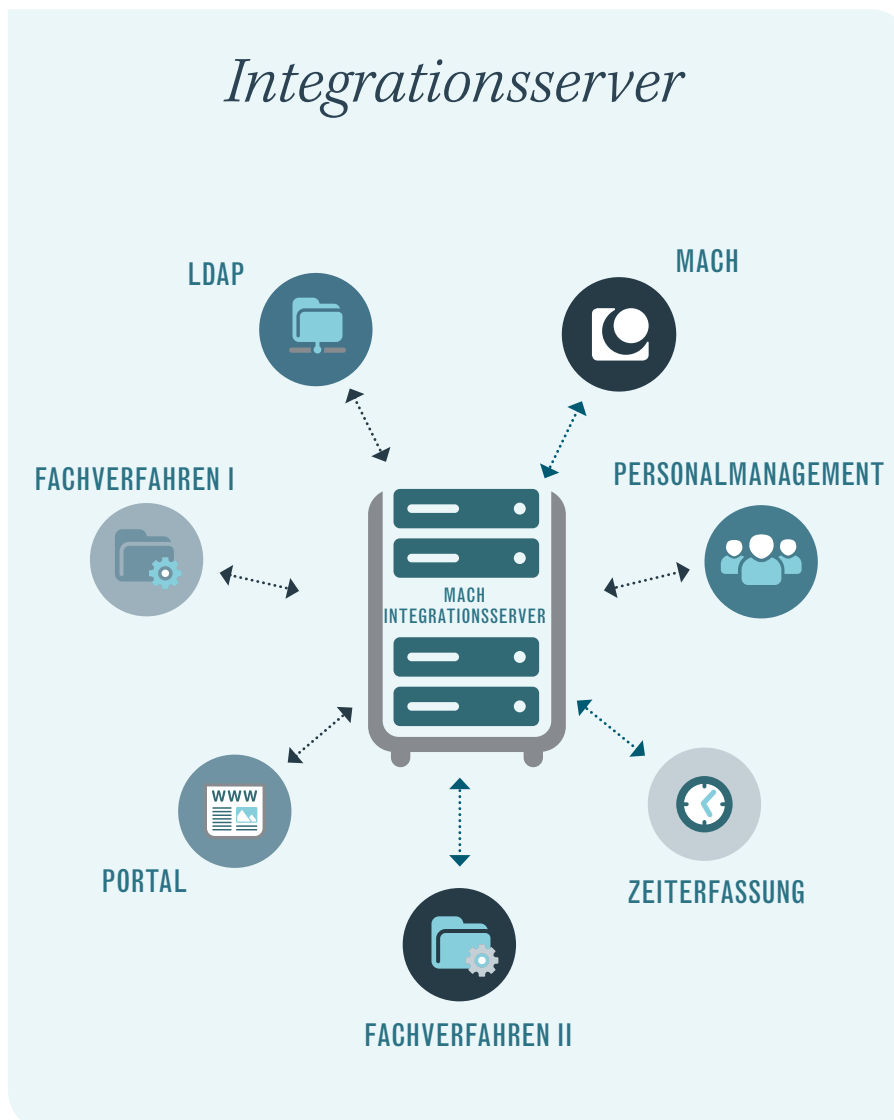 Integrationsserver
LDAP
MACH
FACHVERFAHREN I
PERSONALMANAGEMENT
MACH
INTEGRATIONSSERVER
WWW
PORTAL
ZEITERFASSUNG
FACHVERFAHREN II